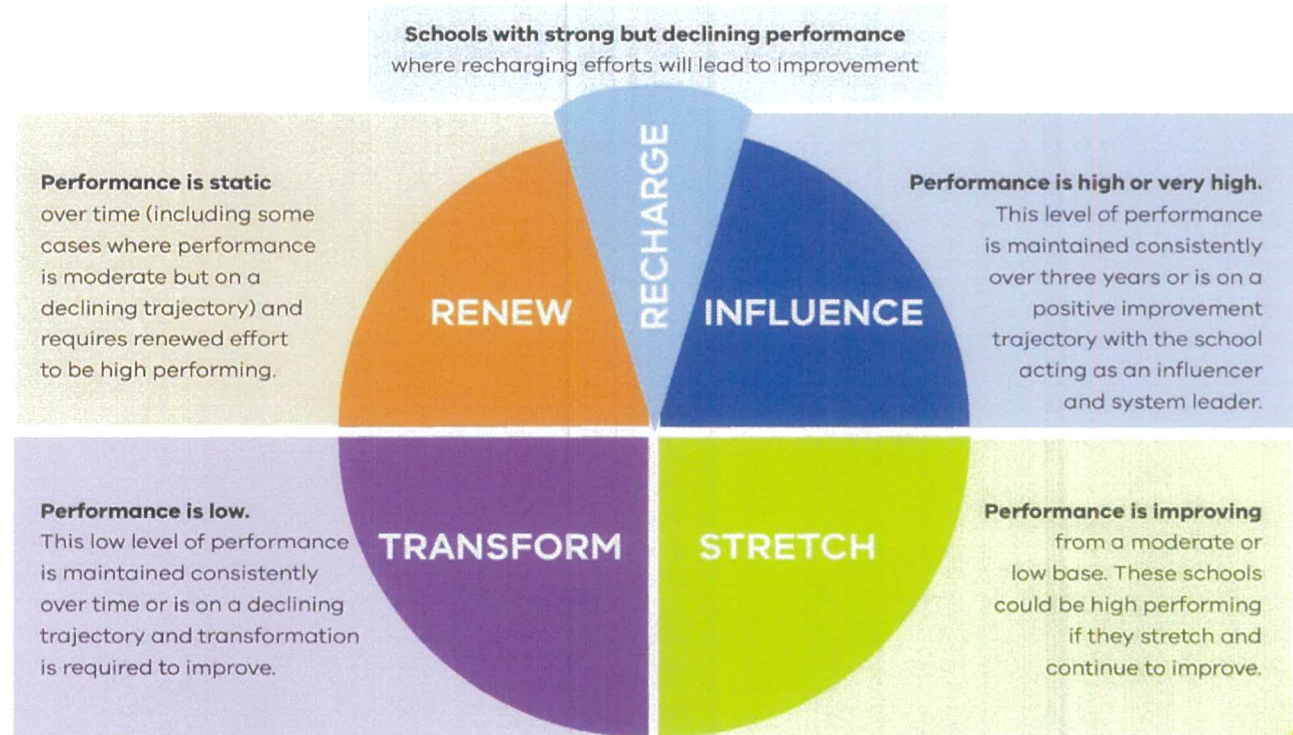 Schools with strong but declining performance
where recharging efforts will lead to improvement
RECHARGE
Performance is static
over time (including some
cases where performance
is moderate but on a
declining trajectory) and
requires renewed effort
to be high performing.
RENEW
INFLUENCE
Performance is high or very high.
This level of performance
is maintained consistently
over three years or is on a
positive improvement
trajectory with the school
acting as an influencer
and system leader.
Performance is low.
This low level of performance
is maintained consistently
over time or is on a declining
trajectory and transformation
is required to improve.
TRANSFORM
STRETCH
Performance is improving
from a moderate or
low base. These schools
could be high performing
if they stretch and
continue to improve.